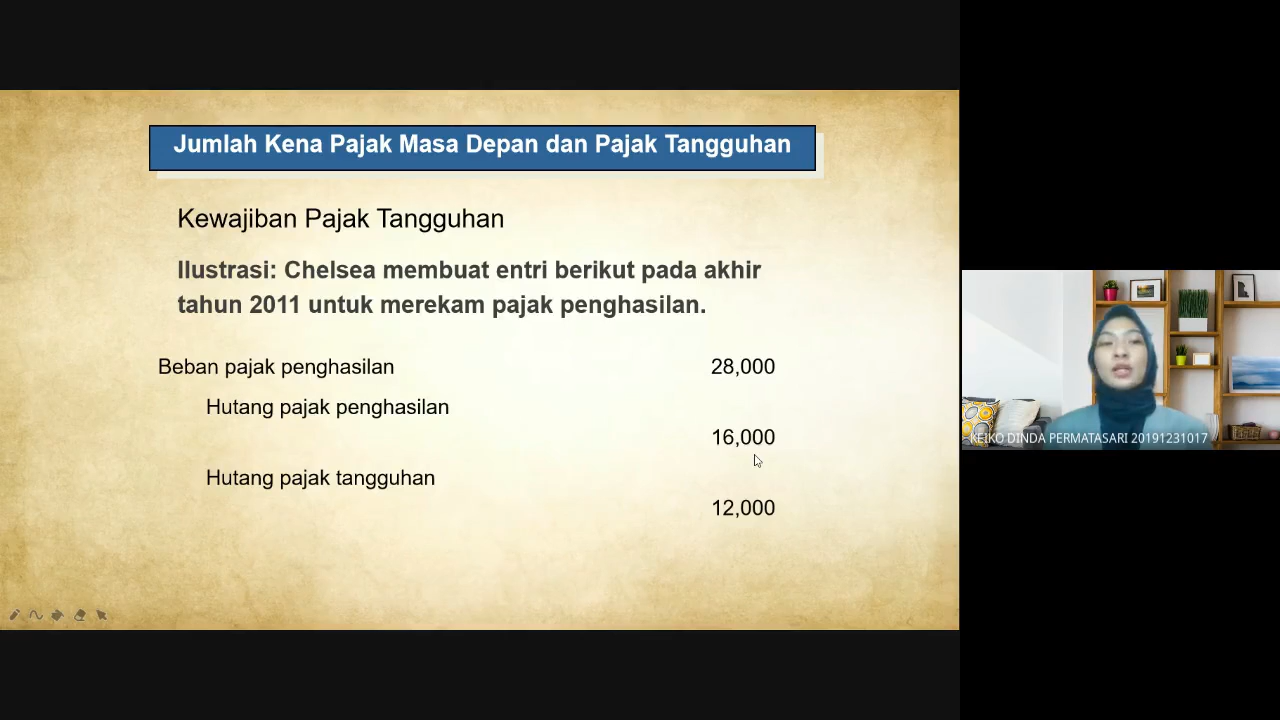 Jumlah Kena Pajak Masa Depan dan Pajak Tangguhan
Kewajiban Pajak Tangguhan
Ilustrasi: Chelsea membuat entri berikut pada akhir
tahun 2011 untuk merekam pajak penghasilan.
Beban pajak penghasilan 28,000
Hutang pajak penghasilan
16,000
Hutang pajak tangguhan
12,000
KEIKO DINDA PERMATASARI 20191231017